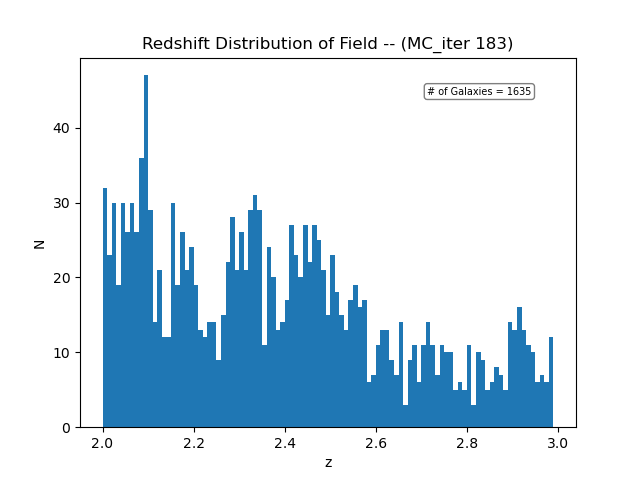 Redshift Distribution of Field -- (MC_iter 183)
# of Galaxies = 1635
N
40
30
20
10
0
2.0 2.2 2.4 2.6 2.8 3.0
z